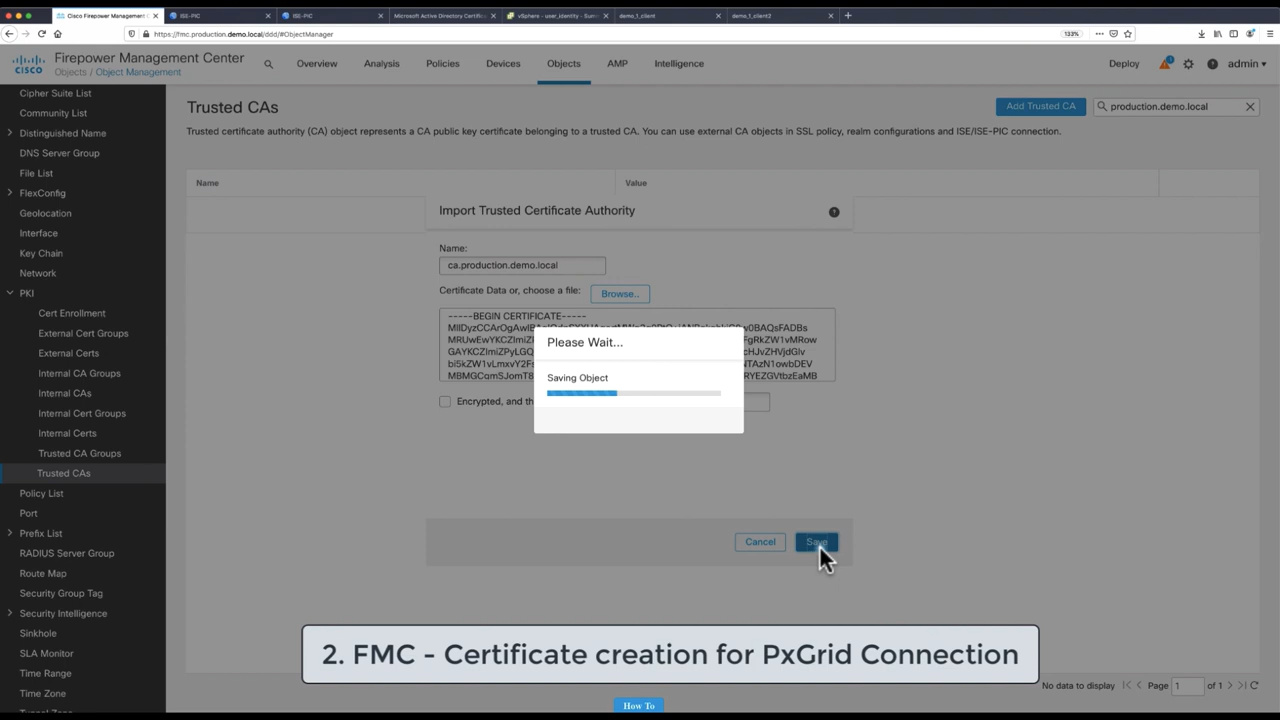 Cisco Firepower Management C
ISE-PIC
ISE-PIC
Microsoft Active Directory Certific
vSphere - user_identity - Sum
demo_1_client
demo_1_client2
https://fmc.production.demo.local/ddd/#ObjectManager
133%
CISCO
Firepower Management Center
Objects / Object Management
Overview
Analysis
Policies
Devices
Objects
AMP
Intelligence
Deploy
admin
Cipher Suite List
Community List
Distinguished Name
DNS Server Group
File List
FlexConfig
Geolocation
Interface
Key Chain
Network
PKI
Cert Enrollment
External Cert Groups
External Certs
Internal CA Groups
Internal CAs
Internal Cert Groups
Internal Certs
Trusted CA Groups
Trusted CAs
Policy List
Port
Prefix List
RADIUS Server Group
Route Map
Security Group Tag
Security Intelligence
Sinkhole
SLA Monitor
Time Range
Time Zone
Trusted CAs
Add Trusted CA
production.demo.local
Trusted certificate authority (CA) object represents a CA public key certificate belonging to a trusted CA. You can use external CA objects in SSL policy, realm configurations and ISE/ISE-PIC connection.
Name
Value
Import Trusted Certificate Authority
Name:
ca.production.demo.local
Certificate Data or, choose a file:
Browse..
-----BEGIN CERTIFICATE-----
Encrypted, and th
Please Wait...
Saving Object
Cancel
Save
2. FMC - Certificate creation for PxGrid Connection
No data to display
Page 1 of 1
How To